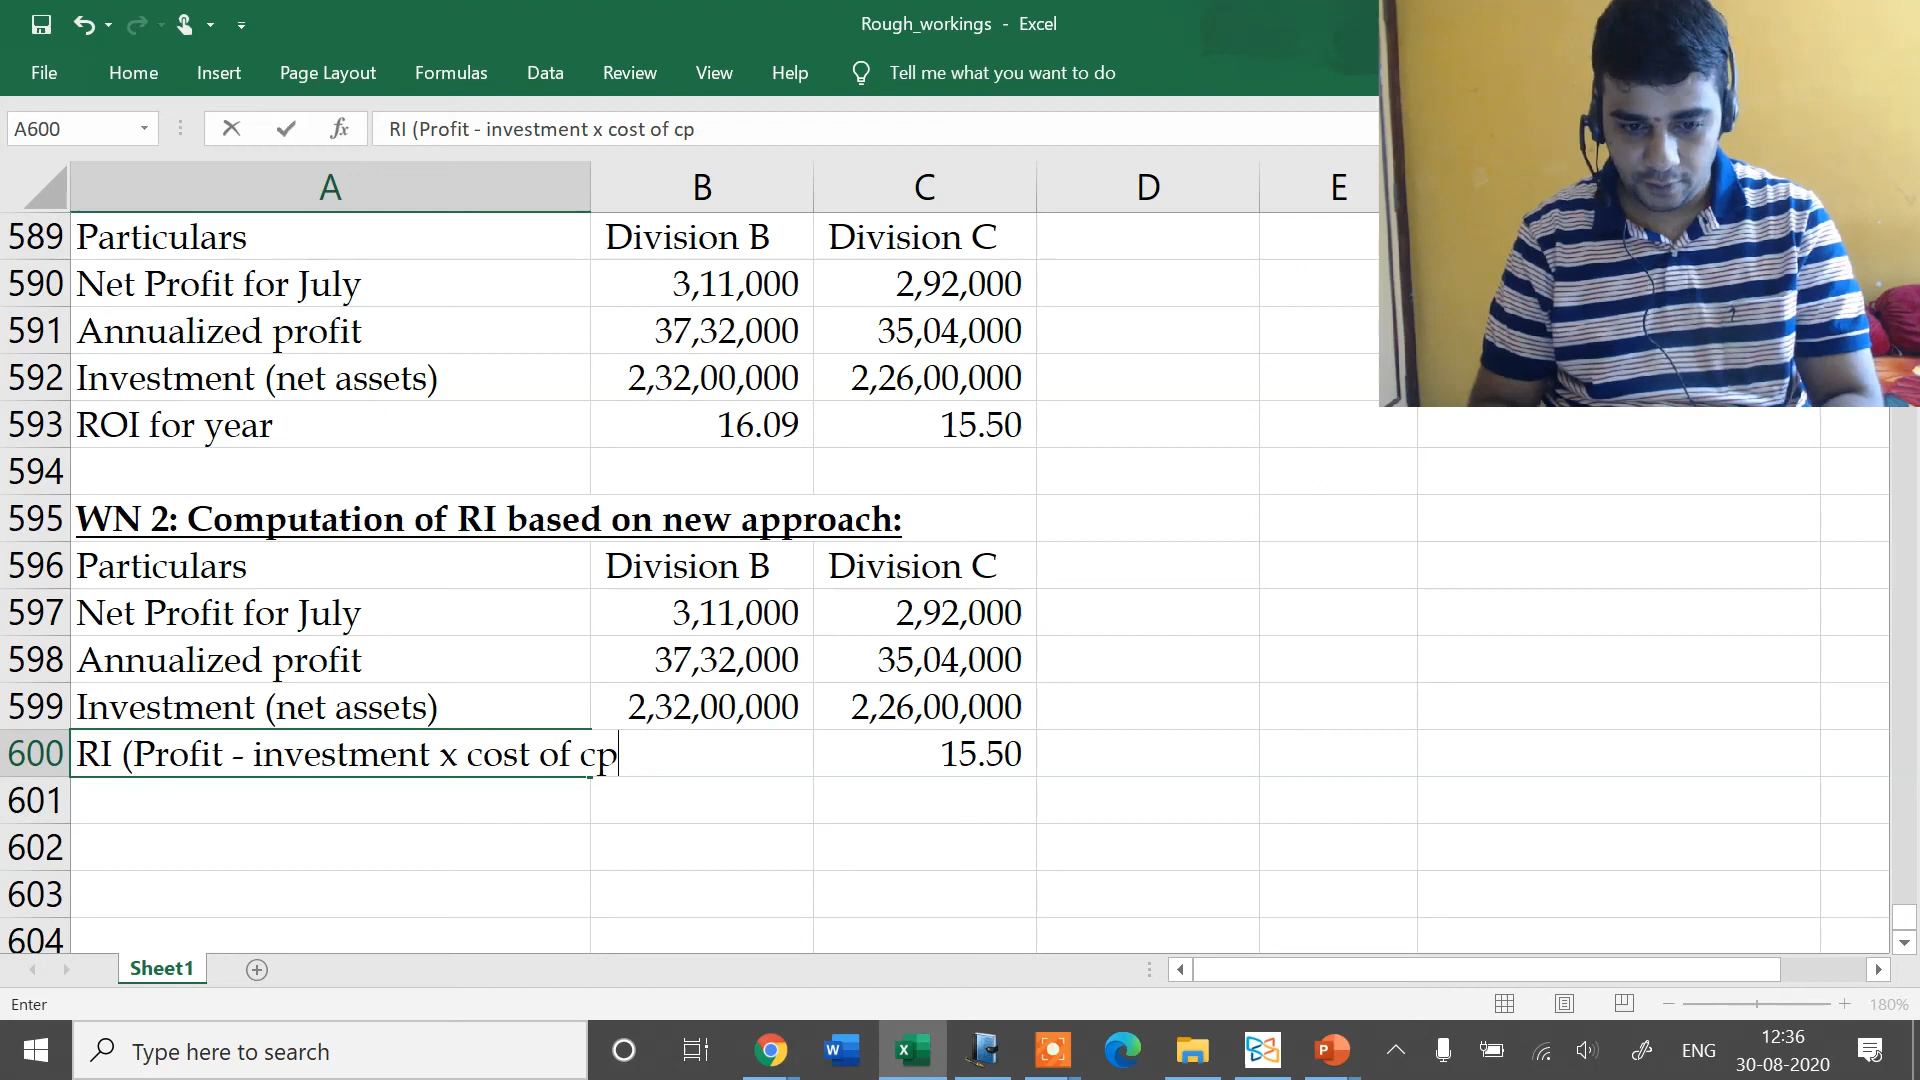 Rough_workings - Excel
File Home Insert Page Layout Formulas Data Review View Help Tell me what you want to do
A600 fx RI (Profit - investment x cost of cp
A B C D E
589 Particulars Division B Division C
590 Net Profit for July 3,11,000 2,92,000
591 Annualized profit 37,32,000 35,04,000
592 Investment (net assets) 2,32,00,000 2,26,00,000
593 ROI for year 16.09 15.50
594
595 WN 2: Computation of RI based on new approach:
596 Particulars Division B Division C
597 Net Profit for July 3,11,000 2,92,000
598 Annualized profit 37,32,000 35,04,000
599 Investment (net assets) 2,32,00,000 2,26,00,000
600 RI (Profit - investment x cost of cp 15.50
601
602
603
604
Sheet1
Enter 180%
Type here to search ENG 12:36
30-08-2020